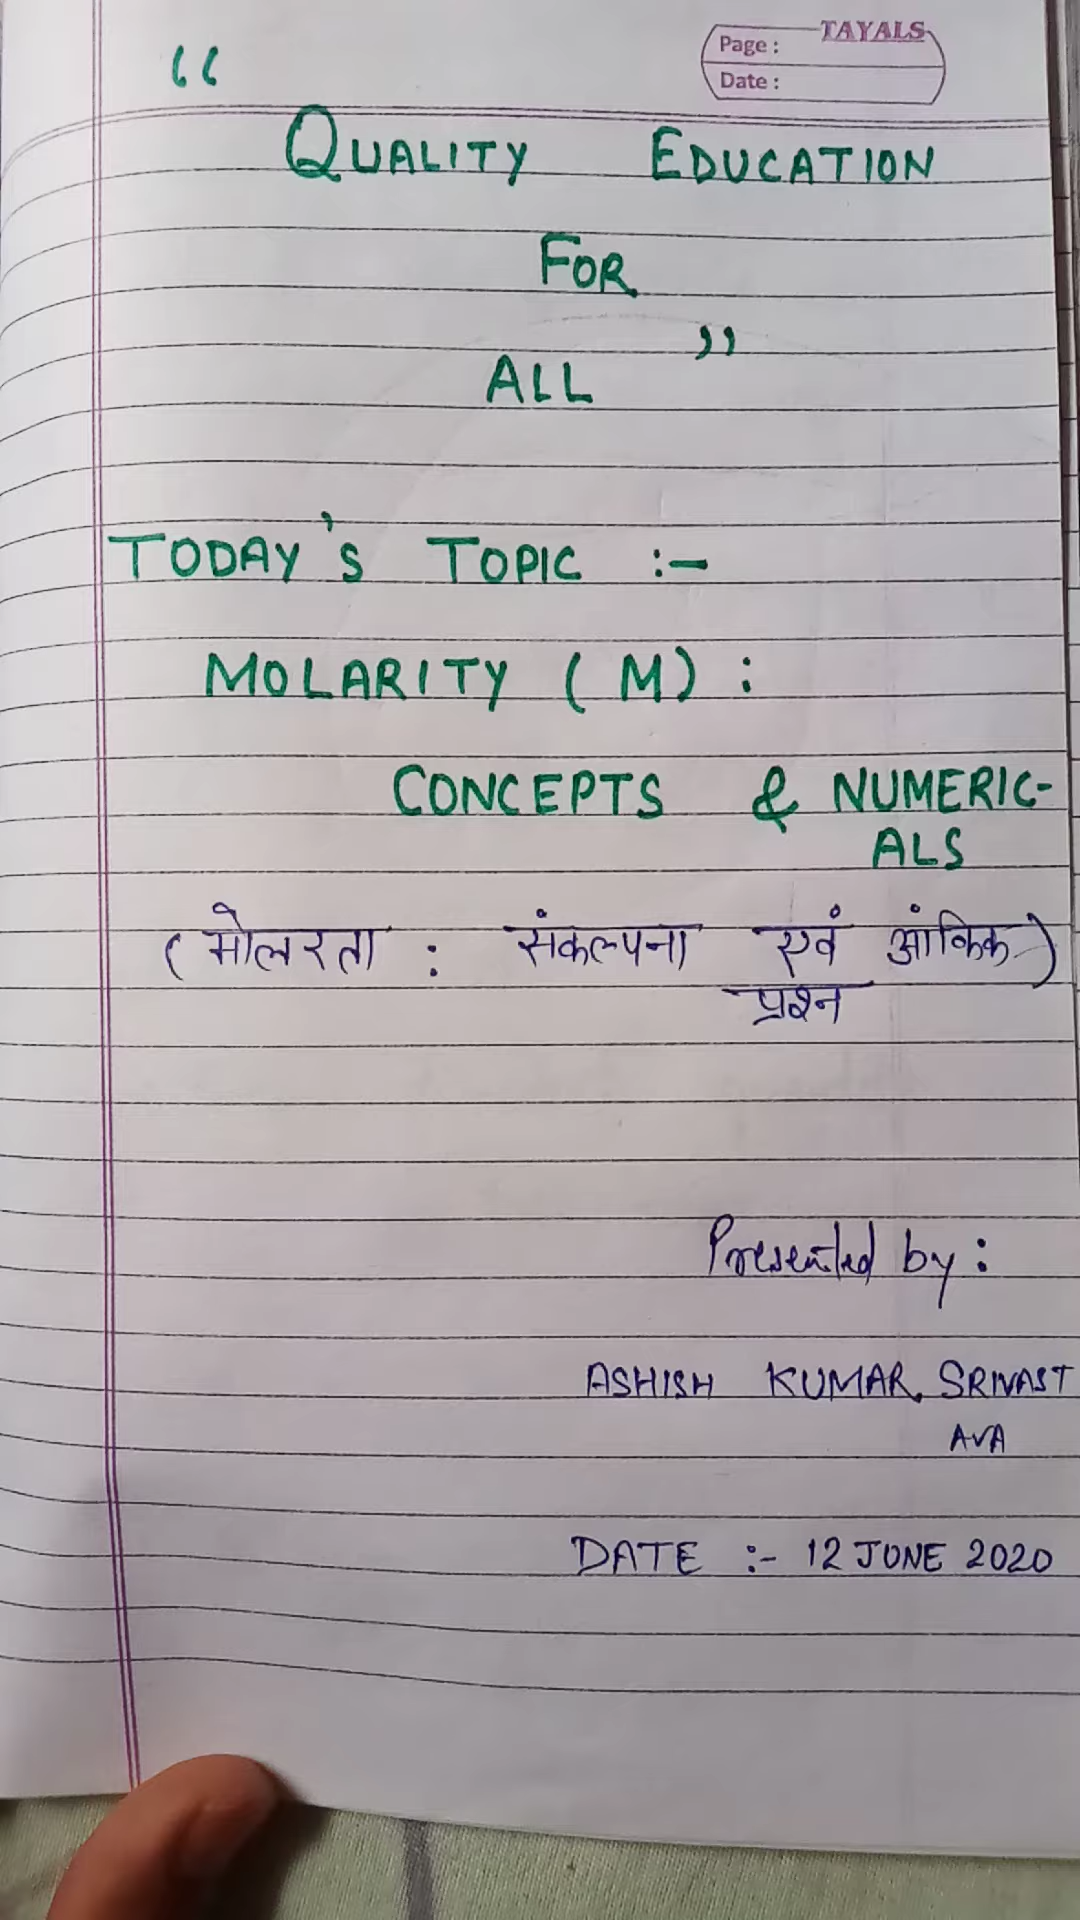 TAYALS
Page :
Date :
“
QUALITY EDUCATION
FOR
ALL ”
TODAY'S TOPIC :-
MOLARITY (M) :
CONCEPTS & NUMERIC-
ALS
(मोलरता : संकल्पना एवं आंकिक)
प्रश्न
Presented by :
ASHISH KUMAR SRIVAST
AVA
DATE :- 12 JUNE 2020